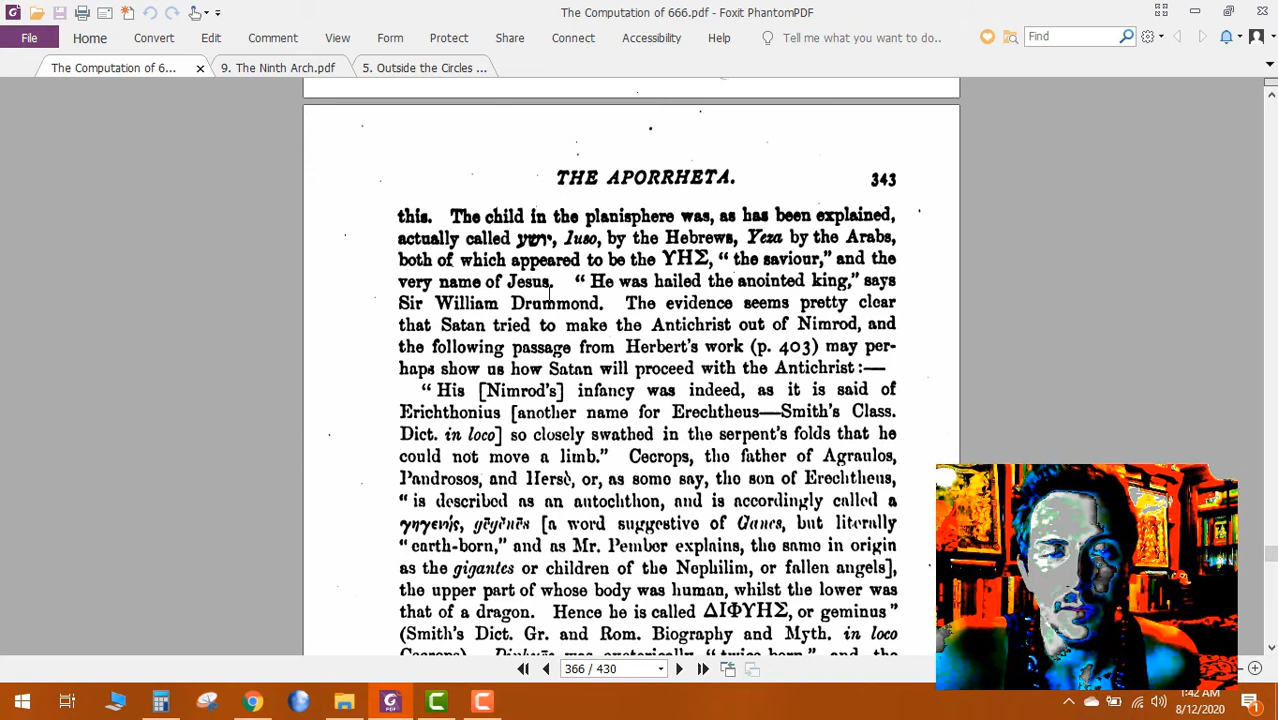 The Computation of 666.pdf - Foxit PhantomPDF
File Home Convert Edit Comment View Form Protect Share Connect Accessibility Help Tell me what you want to do.. Find
The Computation of 6... 9. The Ninth Arch.pdf 5. Outside the Circles ...
THE APORRHETA. 343
this. The child in the planisphere was, as has been explained,
actually called יושע, Iuso, by the Hebrews, Yeza by the Arabs,
both of which appeared to be the ΥΗΣ, “ the saviour,” and the
very name of Jesus. “ He was hailed the anointed king,” says
Sir William Drummond. The evidence seems pretty clear
that Satan tried to make the Antichrist out of Nimrod, and
the following passage from Herbert’s work (p. 403) may per-
haps show us how Satan will proceed with the Antichrist :—
“ His [Nimrod’s] infancy was indeed, as it is said of
Erichthonius [another name for Erechtheus—Smith’s Class.
Dict. in loco] so closely swathed in the serpent’s folds that he
could not move a limb.” Cecrops, the father of Agraulos,
Pandrosos, and Hersè, or, as some say, the son of Erechtheus,
“ is described as an autochthon, and is accordingly called a
γηγενής, gēgĕnēs [a word suggestive of Ganes, but literally
“ earth-born,” and as Mr. Pember explains, the same in origin
as the gigantes or children of the Nephilim, or fallen angels],
the upper part of whose body was human, whilst the lower was
that of a dragon. Hence he is called ΔΙΦΥΗΣ, or geminus ”
(Smith’s Dict. Gr. and Rom. Biography and Myth. in loco
“ twice-born,” and the
366 / 430
1:42 AM
8/12/2020